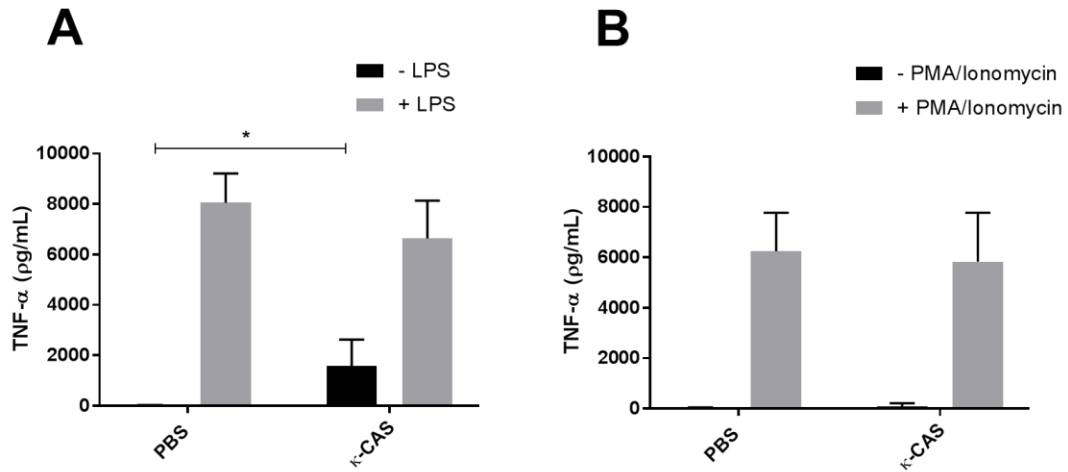 A
- LPS
+ LPS
*
10000
8000
6000
4000
2000
0
TNF-α (ρg/mL)
PBS
κ-CAS
B
- PMA/Ionomycin
+ PMA/Ionomycin
10000
8000
6000
4000
2000
0
TNF-α (ρg/mL)
PBS
κ-CAS